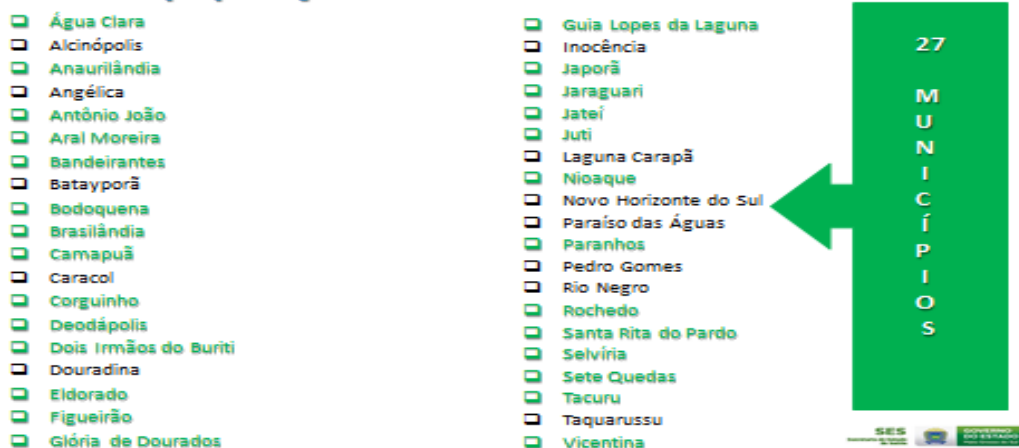 Água Clara
Alcinópolis
Anaurilândia
Angélica
Antônio João
Aral Moreira
Bandeirantes
Batayporã
Bodoquena
Brasilândia
Camapuã
Caracol
Corguinho
Deodápolis
Dois Irmãos do Buriti
Douradina
Eldorado
Figueirão
Glória de Dourados
Guia Lopes da Laguna
Inocência
Japorã
Jaraguari
Jateí
Juti
Laguna Carapã
Nioaque
Novo Horizonte do Sul
Paraíso das Águas
Paranhos
Pedro Gomes
Rio Negro
Rochedo
Santa Rita do Pardo
Selvíria
Sete Quedas
Tacuru
Taquarussu
Vicentina
27
MUNICÍPIOS
SES
GOVERNO
DO ESTADO